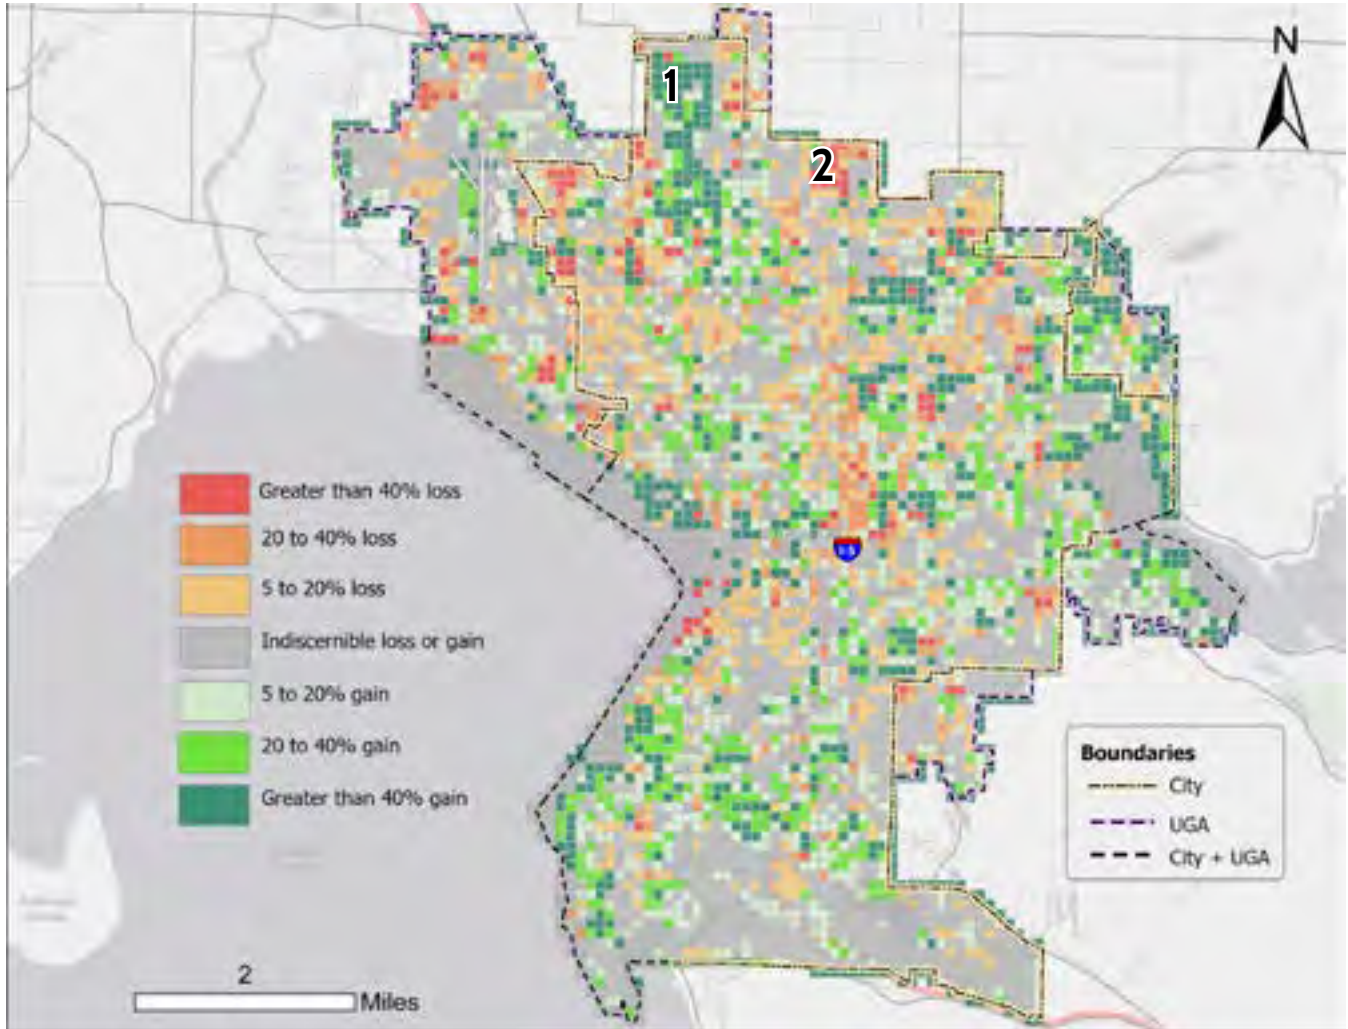 N
1
2
Greater than 40% loss
20 to 40% loss
5 to 20% loss
Indiscernible loss or gain
5 to 20% gain
20 to 40% gain
Greater than 40% gain
Boundaries
City
UGA
City + UGA
2
Miles